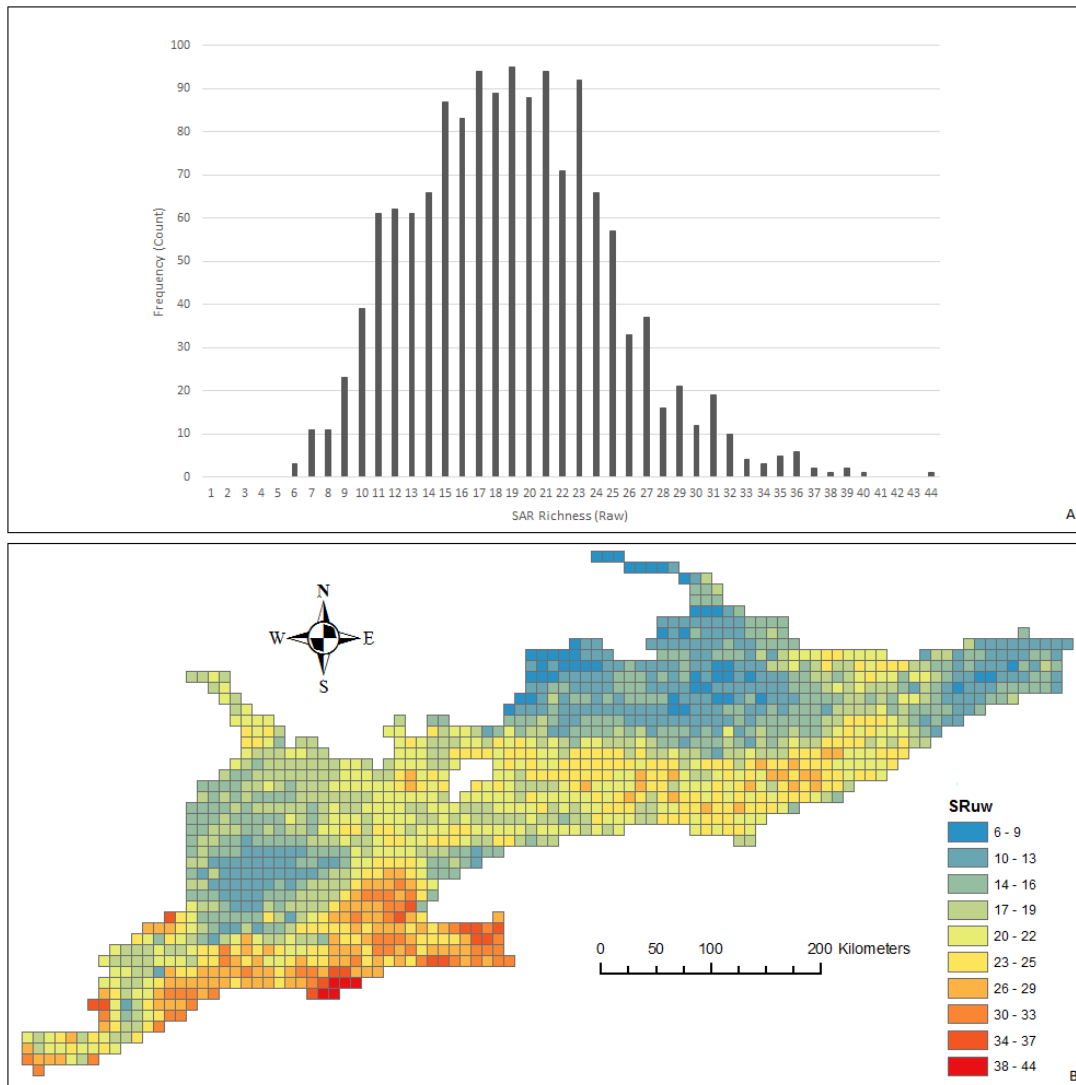 100
90
80
70
60
50
40
30
20
10
0
Frequency (Count)
1 2 3 4 5 6 7 8 9 10 11 12 13 14 15 16 17 18 19 20 21 22 23 24 25 26 27 28 29 30 31 32 33 34 35 36 37 38 39 40 41 42 43 44
SAR Richness (Raw)
A
N
W E
S
SRuw
6 - 9
10 - 13
14 - 16
17 - 19
20 - 22
23 - 25
26 - 29
30 - 33
34 - 37
38 - 44
0 50 100 200 Kilometers
B